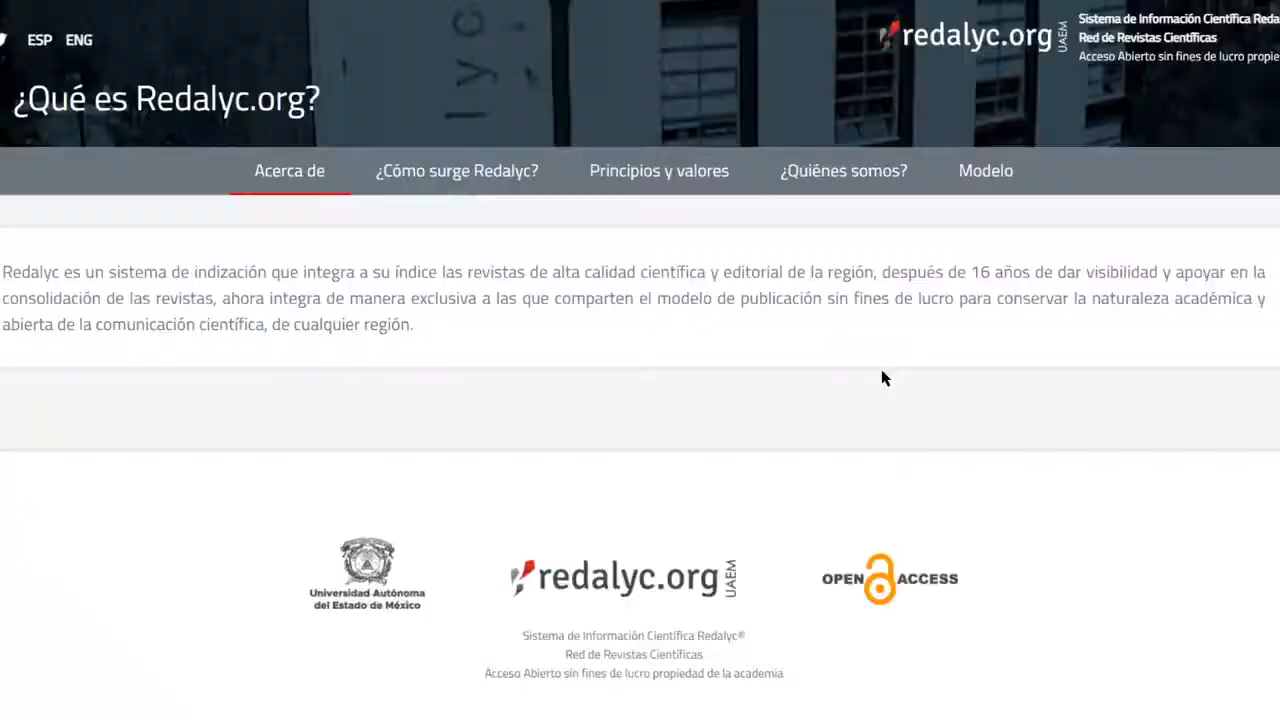 ESP ENG
redalyc.org UAEM
Sistema de Información Científica Reda
Red de Revistas Científicas
Acceso Abierto sin fines de lucro propie
l y c
¿Qué es Redalyc.org?
Acerca de ¿Cómo surge Redalyc? Principios y valores ¿Quiénes somos? Modelo
Redalyc es un sistema de indización que integra a su índice las revistas de alta calidad científica y editorial de la región, después de 16 años de dar visibilidad y apoyar en la
consolidación de las revistas, ahora integra de manera exclusiva a las que comparten el modelo de publicación sin fines de lucro para conservar la naturaleza académica y
abierta de la comunicación científica, de cualquier región.
Universidad Autónoma
del Estado de México
redalyc.org UAEM
OPEN ACCESS
Sistema de Información Científica Redalyc®
Red de Revistas Científicas
Acceso Abierto sin fines de lucro propiedad de la academia